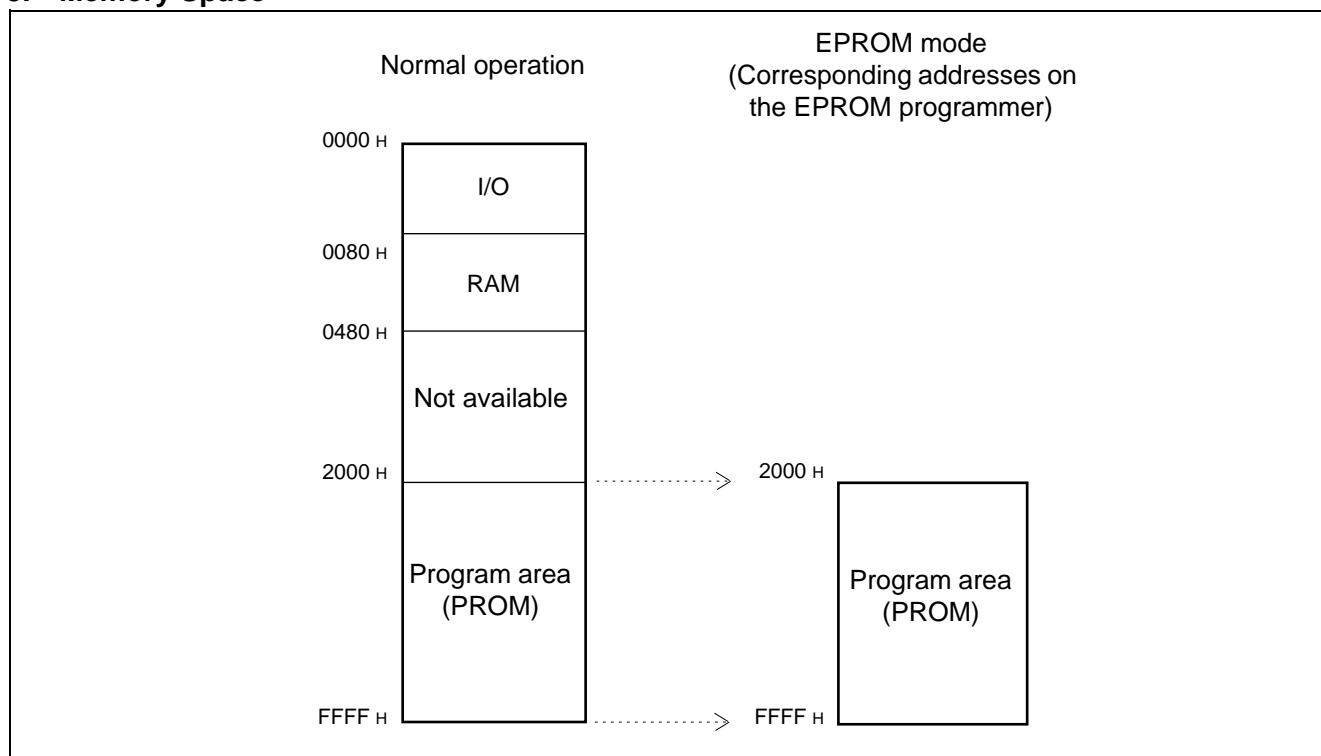 Memory Space
Normal operation
EPROM mode
(Corresponding addresses on
the EPROM programmer)
0000 H
I/O
0080 H
RAM
0480 H
Not available
2000 H
2000 H
Program area
(PROM)
Program area
(PROM)
FFFF H
FFFF H